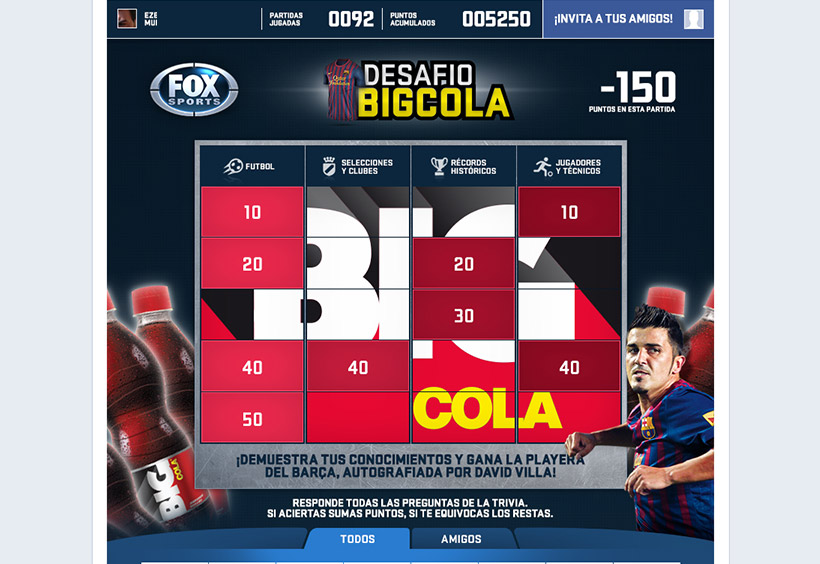 EZE
MUI
PARTIDAS
JUGADAS
0092
PUNTOS
ACUMULADOS
005250
¡INVITA A TUS AMIGOS!
FOX
SPORTS
DESAFIO
BIGCOLA
-150
PUNTOS EN ESTA PARTIDA
FUTBOL
SELECCIONES
Y CLUBES
RÉCORDS
HISTÓRICOS
JUGADORES
Y TÉCNICOS
10
10
20
20
30
40
40
40
50
BIG
COLA
BIG
COLA!
¡DEMUESTRA TUS CONOCIMIENTOS Y GANA LA PLAYERA
DEL BARÇA, AUTOGRAFIADA POR DAVID VILLA!
RESPONDE TODAS LAS PREGUNTAS DE LA TRIVIA.
SI ACIERTAS SUMAS PUNTOS, SI TE EQUIVOCAS LOS RESTAS.
TODOS
AMIGOS